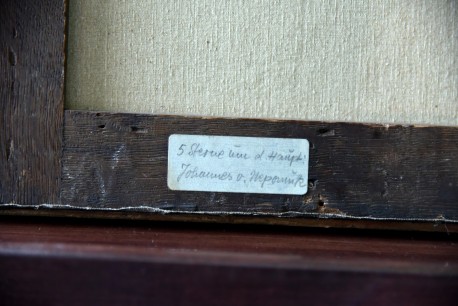 5 Sterne um d Haupt
Johannes v. Nepomuk